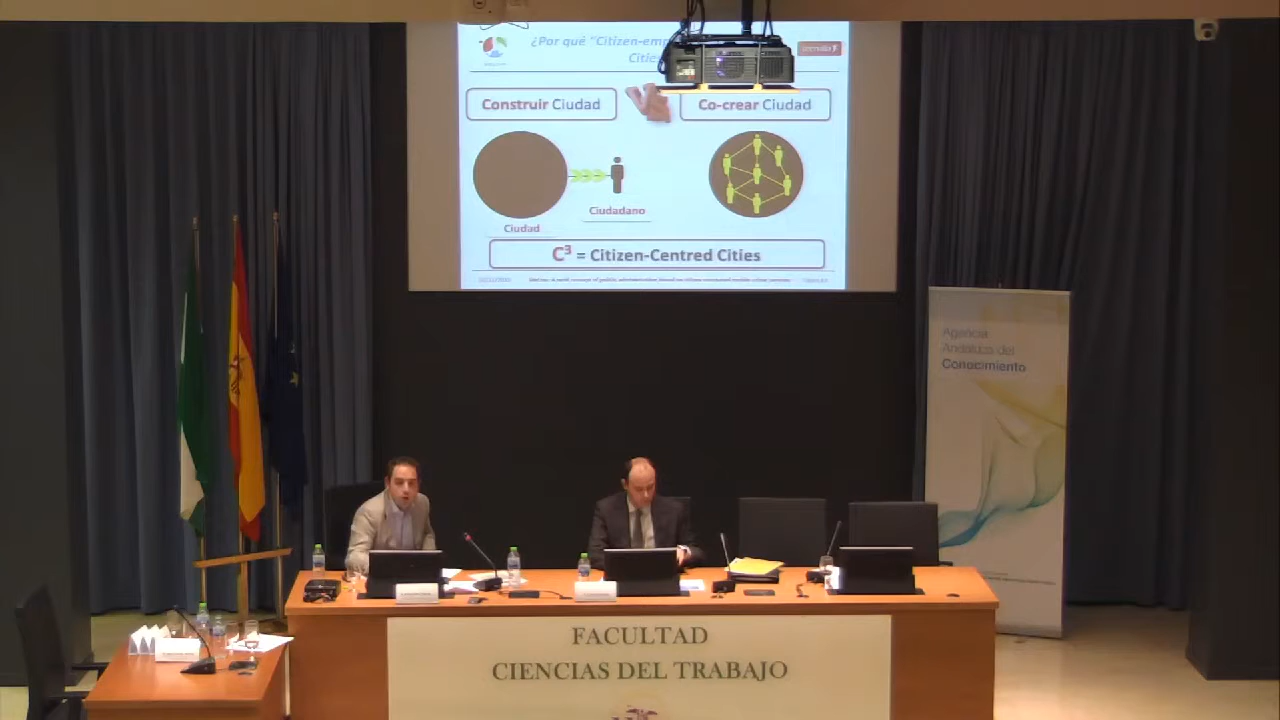 ¿Por qué "Citizen-emp
Citie
Construir Ciudad
Vs
Co-crear Ciudad
Ciudadano
Ciudad
C³ = Citizen-Centred Cities
Agencia
Andaluza del
Conocimiento
FACULTAD
CIENCIAS DEL TRABAJO